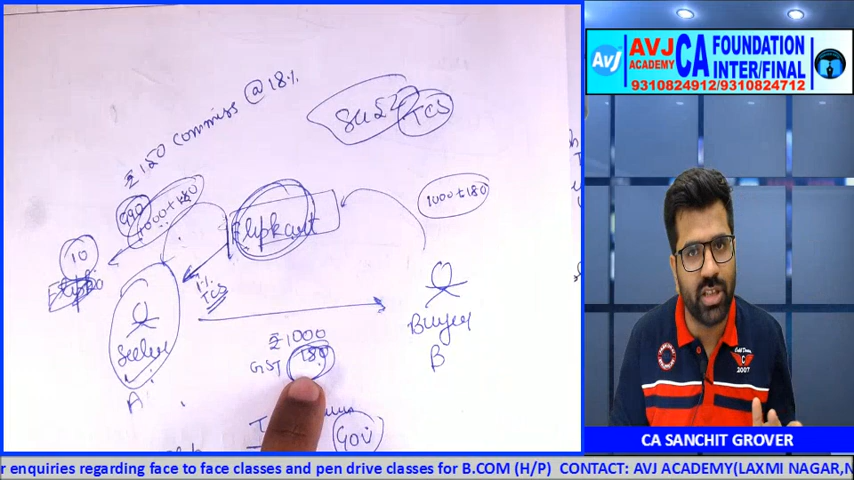 ₹ 150 commiss @ 18%
Sec 52 TCS
990 1000+180
1000+180
Flipkart
10
1% TCS
Seller
A
₹1000
GST 180
Buyer
B
Gov
AVJ
AVJ
ACADEMY
CA
FOUNDATION
INTER/FINAL
9310824912/9310824712
CA SANCHIT GROVER
r enquiries regarding face to face classes and pen drive classes for B.COM (H/P) CONTACT: AVJ ACADEMY(LAXMI NAGAR,N